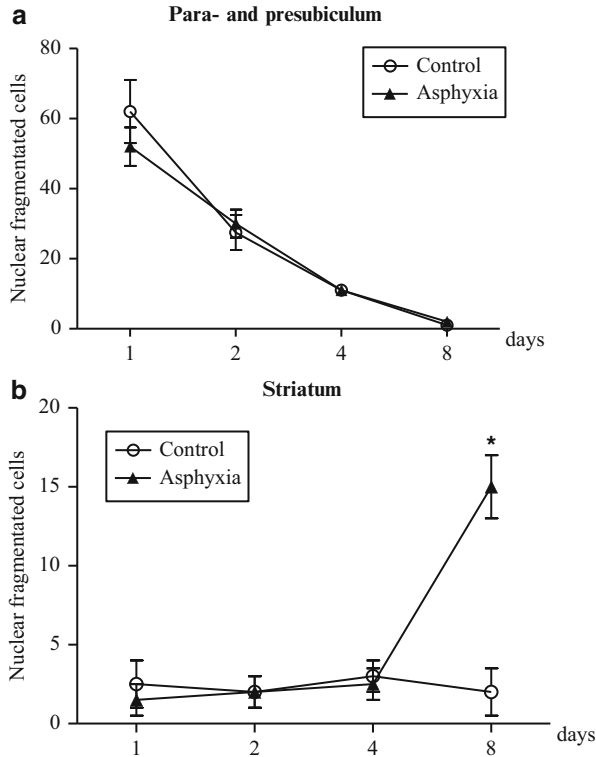 a
Para- and presubiculum
Nuclear fragmentated cells
80
60
40
20
0
Control
Asphyxia
1 2 4 8 days
b
Striatum
Nuclear fragmentated cells
20
15
10
5
0
Control
Asphyxia
*
1 2 4 8 days